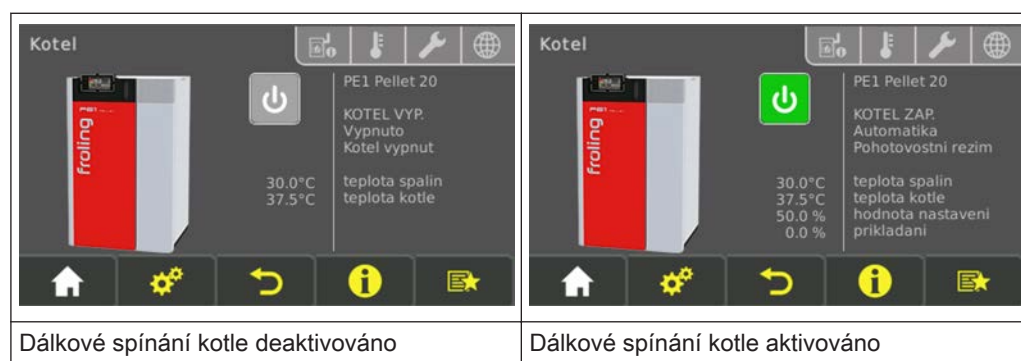 Kotel
froling
PE1 Pellet 20
KOTEL VYP.
Vypnuto
Kotel vypnut
30.0°C teplota spalin
37.5°C teplota kotle
Dálkové spínání kotle deaktivováno
Kotel
froling
PE1 Pellet 20
KOTEL ZAP.
Automatika
Pohotovostni rezim
30.0°C teplota spalin
37.5°C teplota kotle
50.0 % hodnota nastaveni
0.0 % prikladani
Dálkové spínání kotle aktivováno